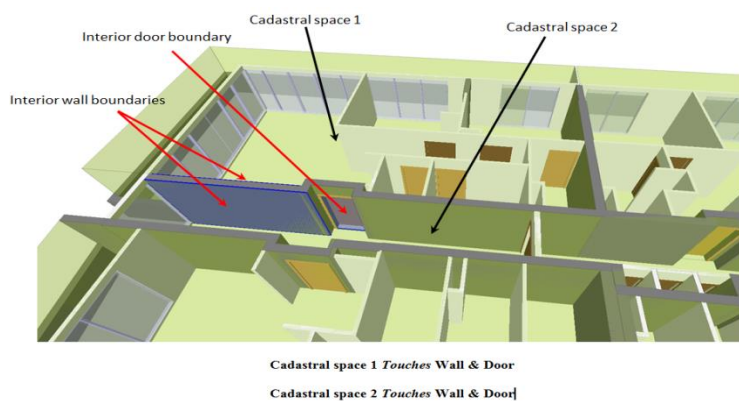 Cadastral space 1
Interior door boundary
Cadastral space 2
Interior wall boundaries
Cadastral space 1 Touches Wall & Door
Cadastral space 2 Touches Wall & Door